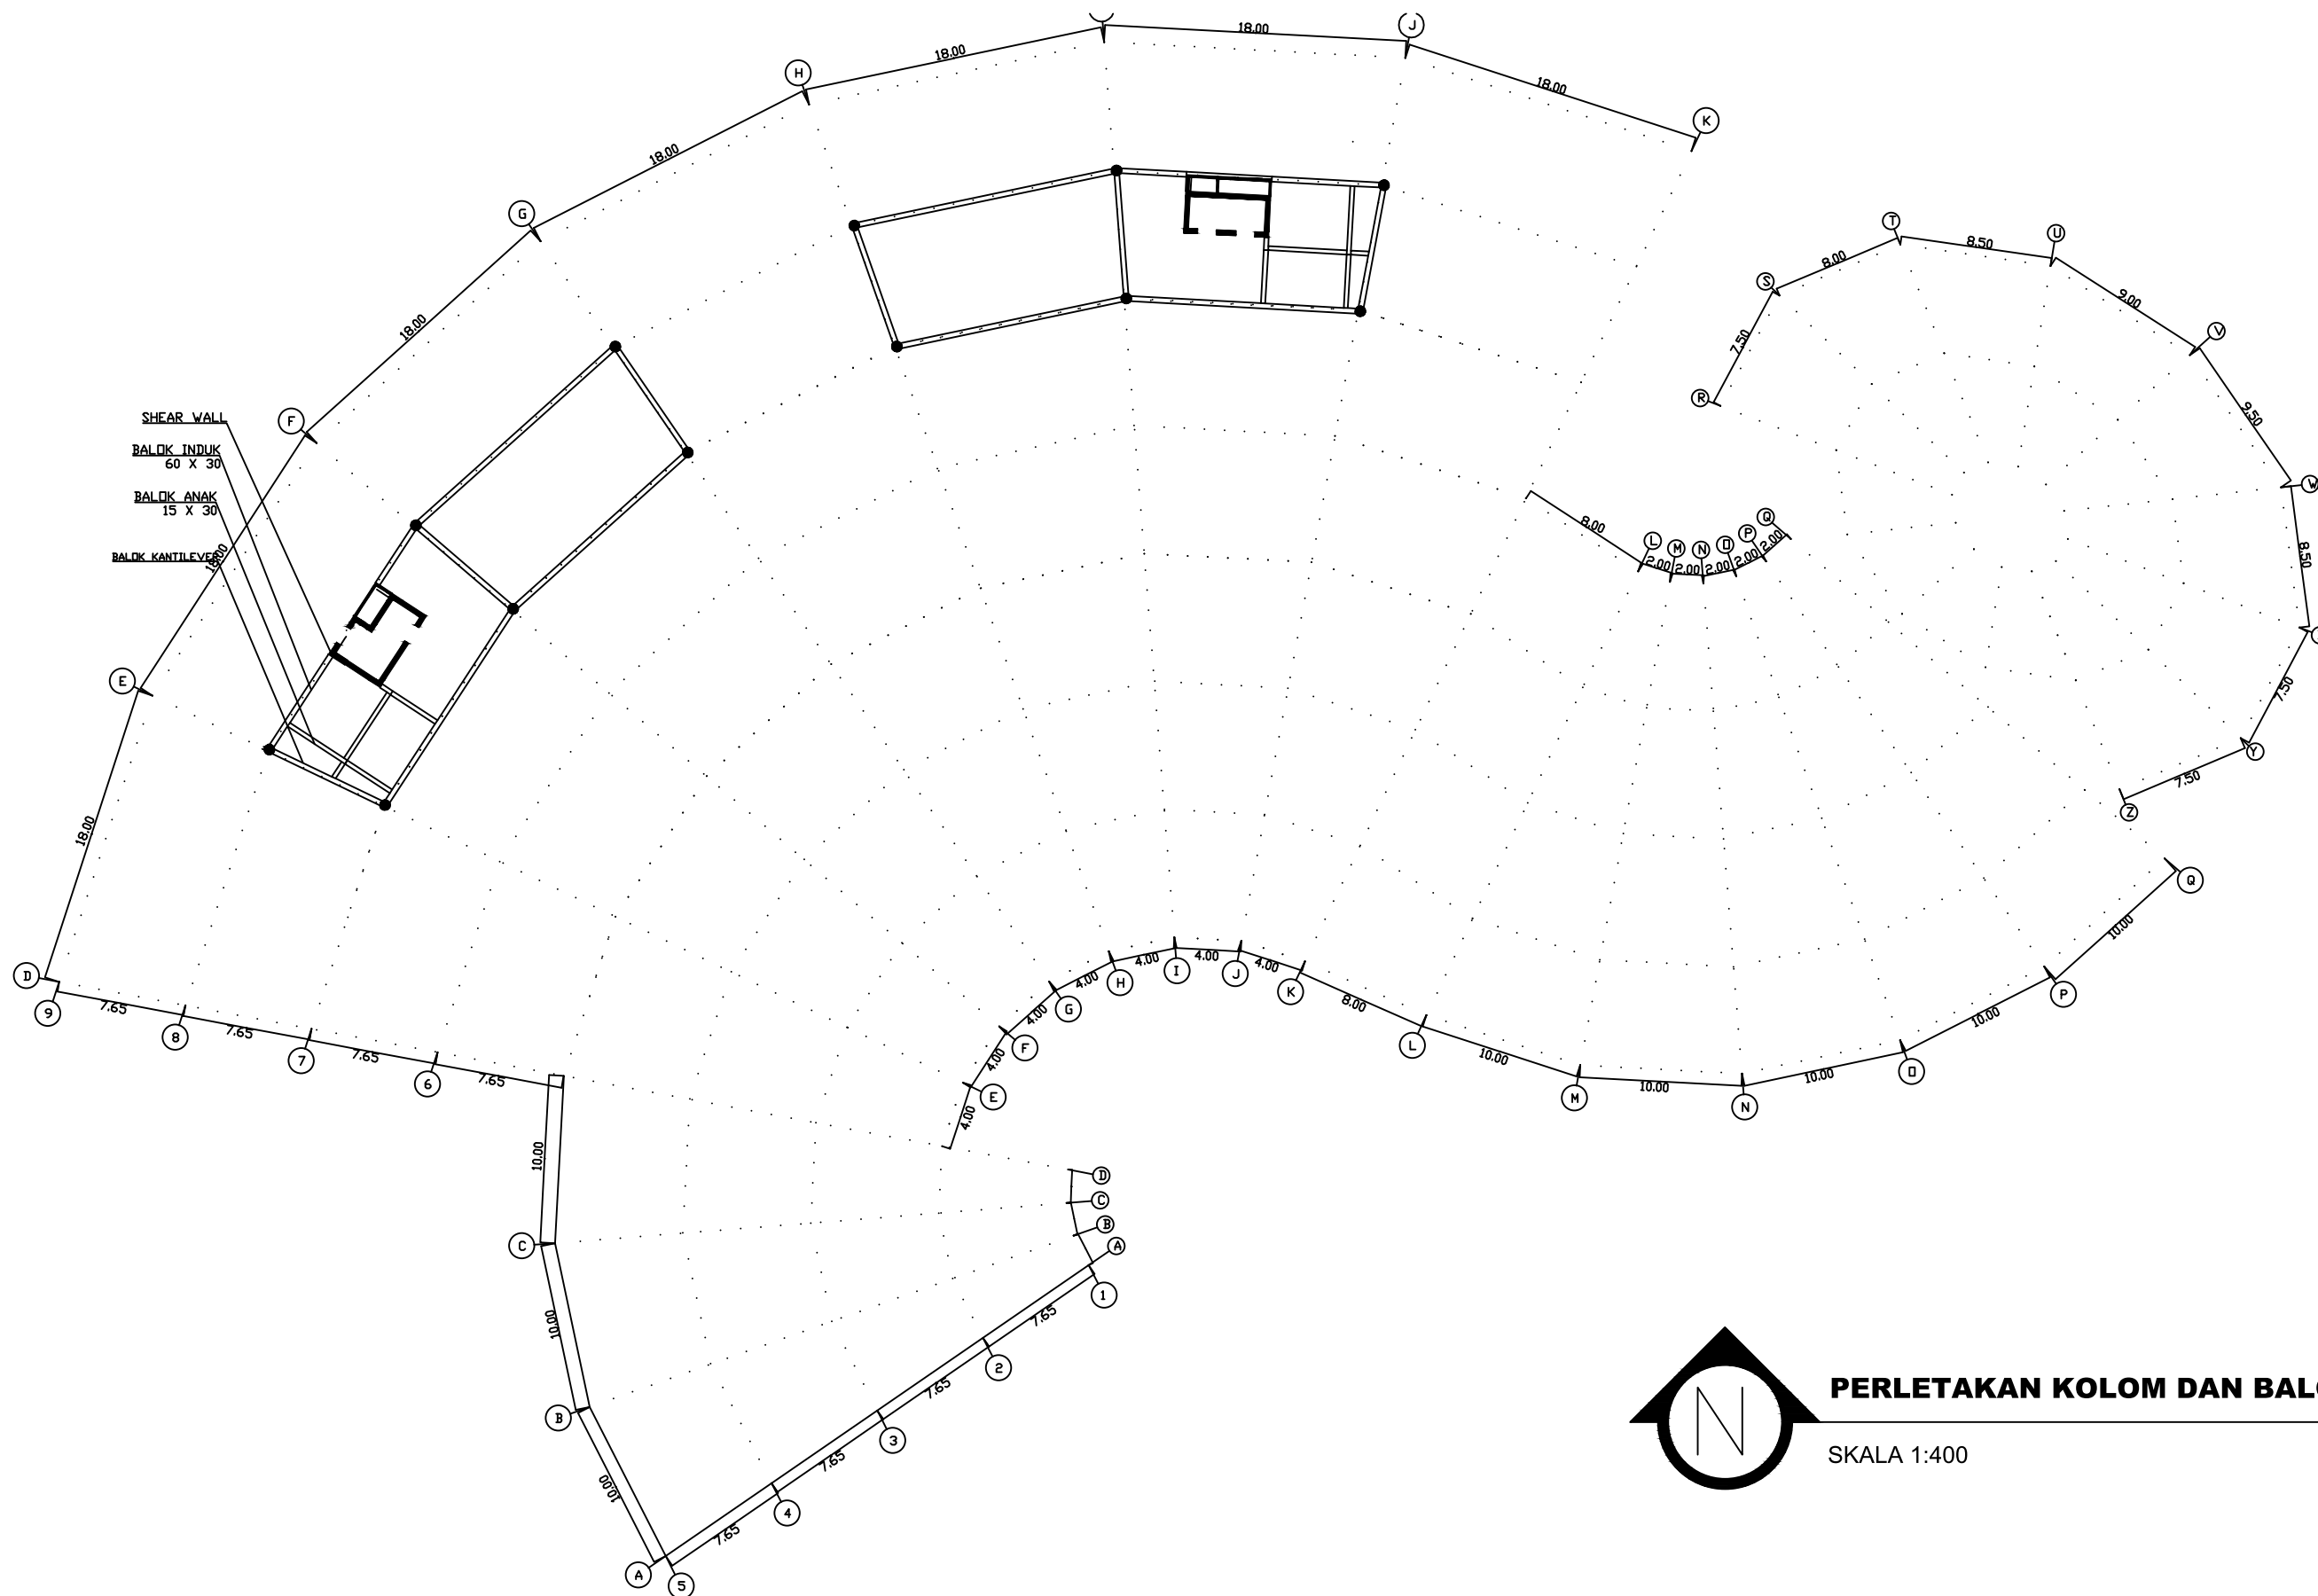 18.00
J
18.00
H
18.00
K
18.00
G
T
U
8.50
8.00
S
9.00
V
18.00
7.50
R
9.50
F
SHEAR WALL
BALOK INDUK
60 X 30
BALOK ANAK
15 X 30
BALOK KANTILEVER
18.00
W
8.00
Q
P
O
N
M
L
2.00
2.00
2.00
2.00
2.00
8.50
E
7.50
Y
7.50
Z
18.00
Q
10.00
D
9
7.65
8
7.65
7
7.65
6
7.65
4.00
4.00
4.00
4.00
4.00
4.00
4.00
E
F
G
H
I
J
K
8.00
L
10.00
M
10.00
N
10.00
O
10.00
P
10.00
D
C
B
A
1
C
10.00
7.65
2
B
7.65
3
10.00
7.65
4
7.65
A
5
N
PERLETAKAN KOLOM DAN
SKALA 1:400